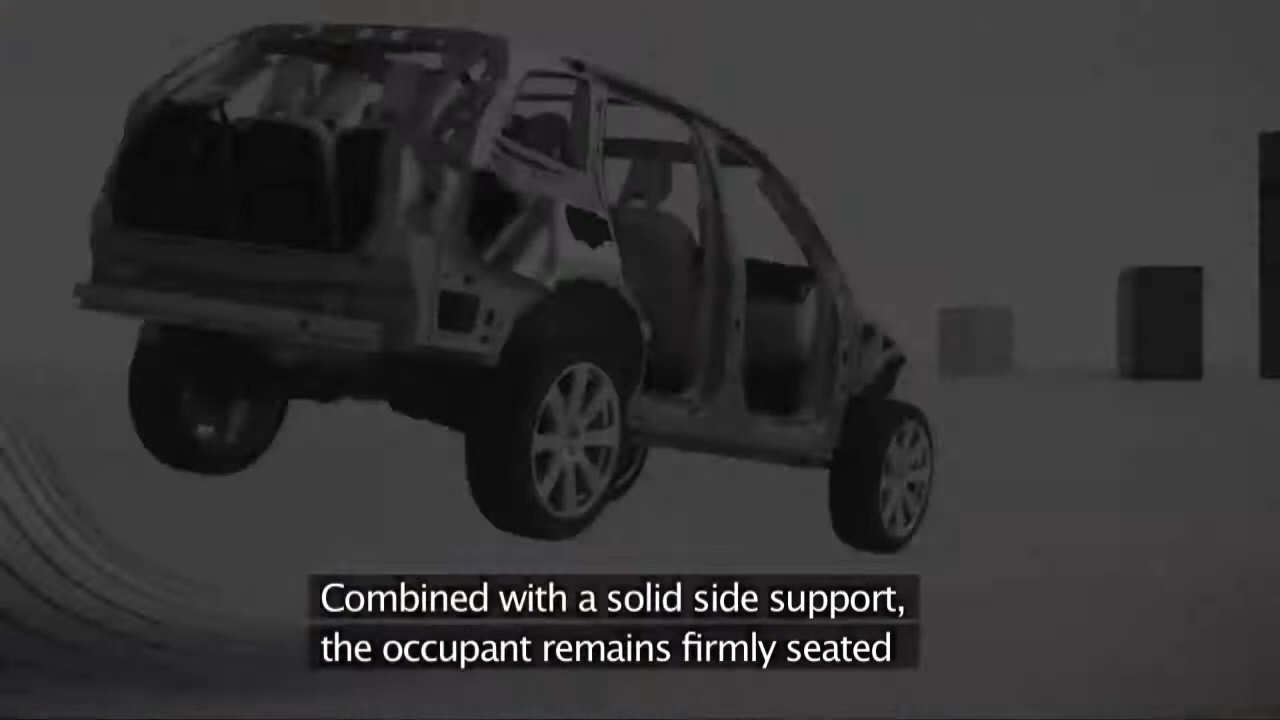 Combined with a solid side support,
the occupant remains firmly seated